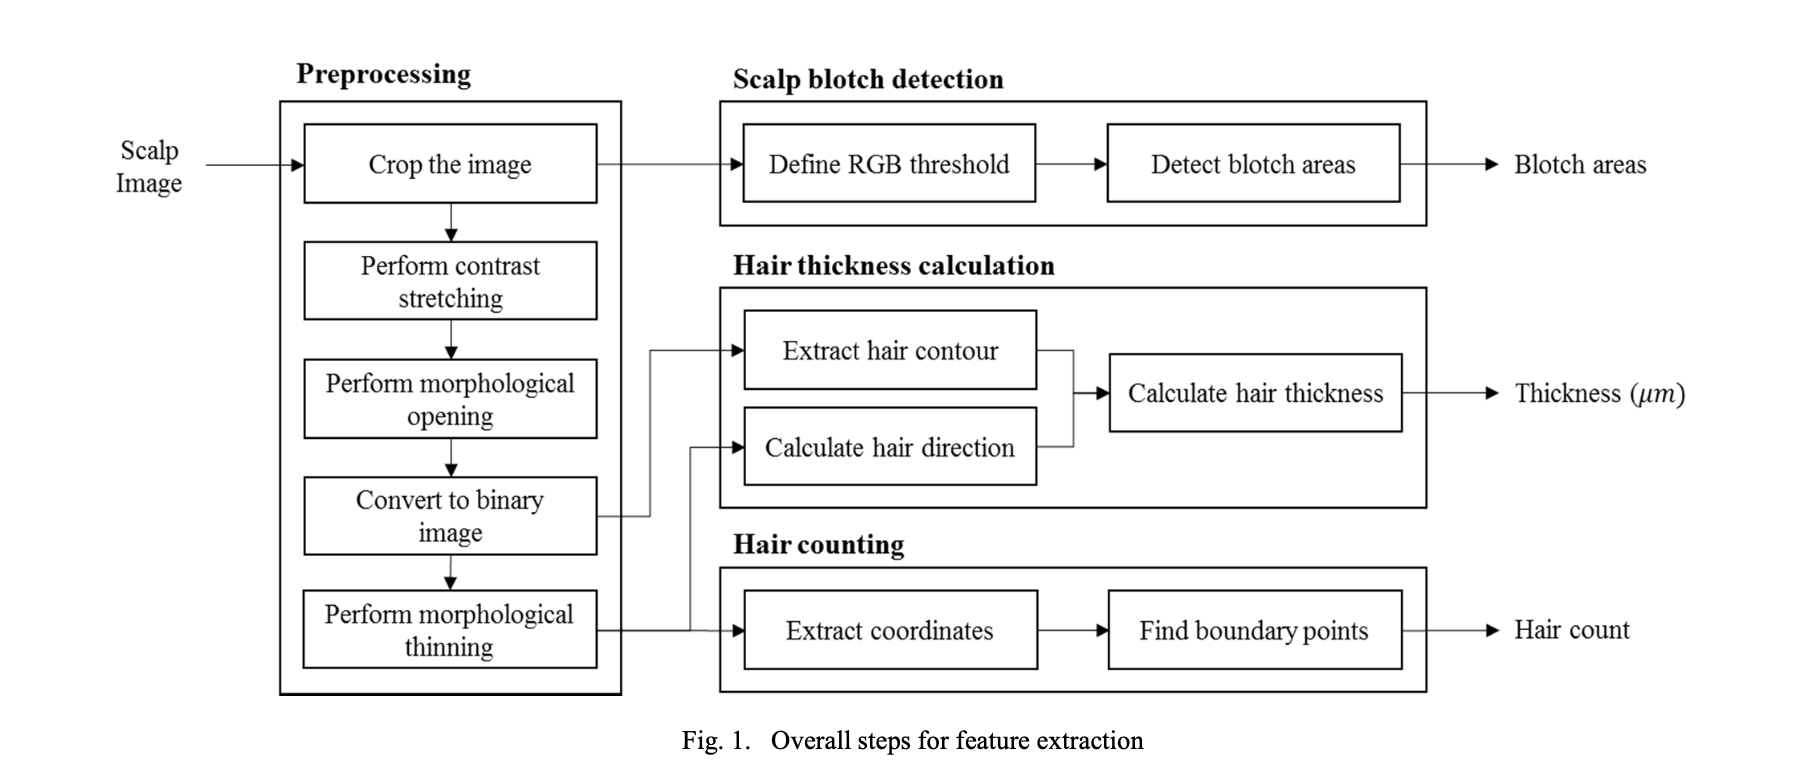 Preprocessing
Scalp
Image
Crop the image
Perform contrast
stretching
Perform morphological
opening
Convert to binary
image
Perform morphological
thinning
Scalp blotch detection
Define RGB threshold
Detect blotch areas
Blotch areas
Hair thickness calculation
Extract hair contour
Calculate hair direction
Calculate hair thickness
Thickness (μm)
Hair counting
Extract coordinates
Find boundary points
Hair count
Fig. 1. Overall steps for feature extraction